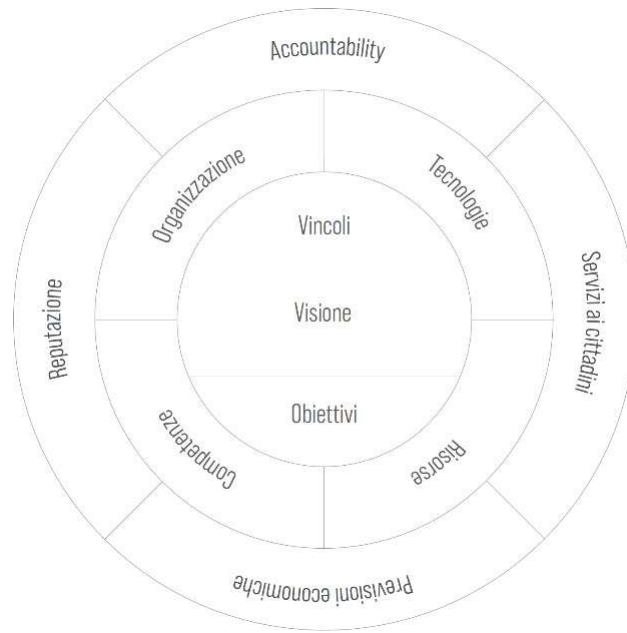 Accountability
Organizzazione
Tecnologie
Vincoli
Reputazione
Visione
Servizi ai cittadini
Obiettivi
Competenze
Risorse
Previsioni economiche